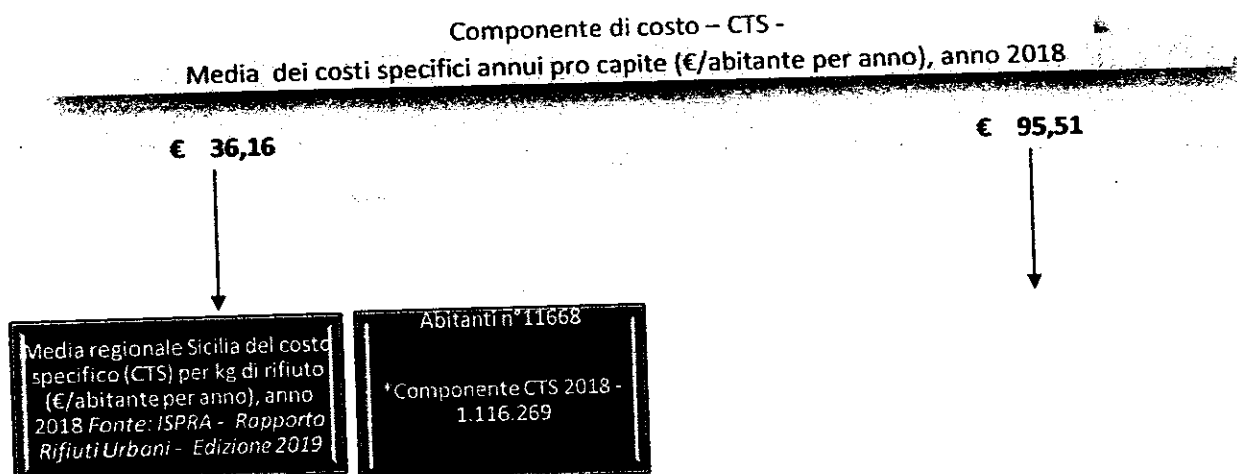 Componente di costo – CTS -
Media dei costi specifici annui pro capite (€/abitante per anno), anno 2018
€ 36,16
€ 95,51
Media regionale Sicilia del costo
specifico (CTS) per kg di rifiuto
(€/abitante per anno), anno
2018 Fonte: ISPRA - Rapporto
Rifiuti Urbani - Edizione 2019
Abitanti n°11668
*Componente CTS 2018 -
1.116.269